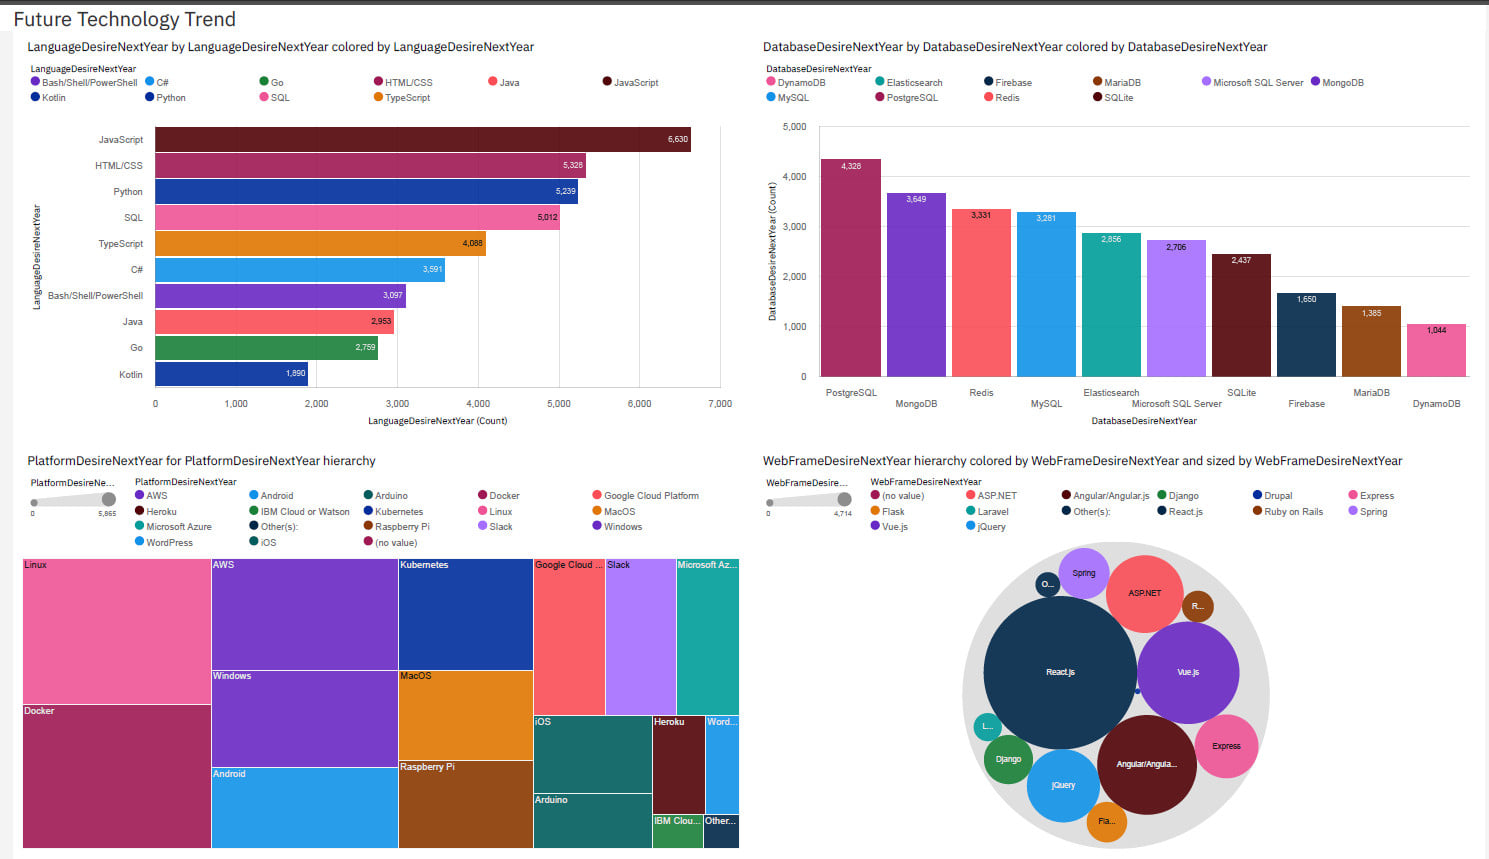 Future Technology Trend
LanguageDesireNextYear by LanguageDesireNextYear colored by LanguageDesireNextYear
LanguageDesireNextYear
Bash/Shell/PowerShell C# Go HTML/CSS Java JavaScript
Kotlin Python SQL TypeScript
LanguageDesireNextYear
JavaScript 6,630
HTML/CSS 5,328
Python 5,239
SQL 5,012
TypeScript 4,088
C# 3,591
Bash/Shell/PowerShell 3,097
Java 2,953
Go 2,759
Kotlin 1,890
0 1,000 2,000 3,000 4,000 5,000 6,000 7,000
LanguageDesireNextYear (Count)
DatabaseDesireNextYear by DatabaseDesireNextYear colored by DatabaseDesireNextYear
DatabaseDesireNextYear
DynamoDB Elasticsearch Firebase MariaDB Microsoft SQL Server MongoDB
MySQL PostgreSQL Redis SQLite
DatabaseDesireNextYear (Count)
5,000
4,000
3,000
2,000
1,000
0
4,328 3,649 3,331 3,281 2,856 2,706 2,437 1,650 1,385 1,044
PostgreSQL MongoDB Redis MySQL Elasticsearch Microsoft SQL Server SQLite Firebase MariaDB DynamoDB
DatabaseDesireNextYear
PlatformDesireNextYear for PlatformDesireNextYear hierarchy
PlatformDesireNe...
0 5,865
PlatformDesireNextYear
AWS Android Arduino Docker Google Cloud Platform
Heroku IBM Cloud or Watson Kubernetes Linux MacOS
Microsoft Azure Other(s): Raspberry Pi Slack Windows
WordPress iOS (no value)
Linux
AWS
Kubernetes
Google Cloud ...
Slack
Microsoft Az...
Windows
MacOS
Docker
iOS
Heroku
Word...
Raspberry Pi
Android
Arduino
IBM Clou...
Other...
WebFrameDesireNextYear hierarchy colored by WebFrameDesireNextYear and sized by WebFrameDesireNextYear
WebFrameDesire...
0 4,714
WebFrameDesireNextYear
(no value) ASP.NET Angular/Angular.js Django Drupal Express
Flask Laravel Other(s): React.js Ruby on Rails Spring
Vue.js jQuery
Spring
O...
ASP.NET
R...
React.js
Vue.js
L...
Express
Django
Angular/Angula...
jQuery
Fla...